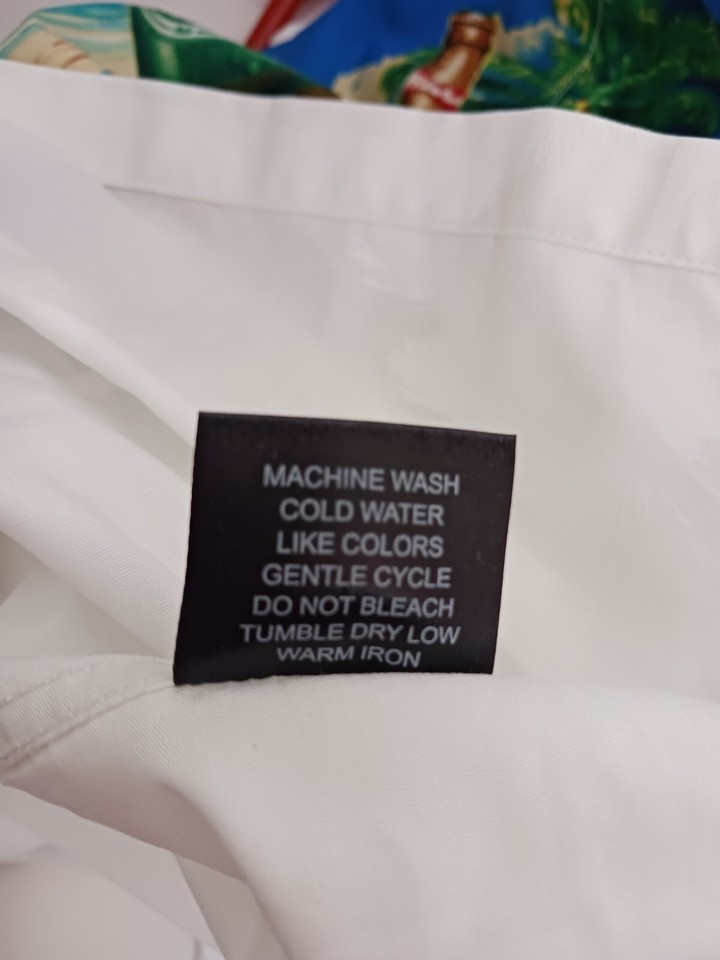 MACHINE WASH
COLD WATER
LIKE COLORS
GENTLE CYCLE
DO NOT BLEACH
TUMBLE DRY LOW
WARM IRON